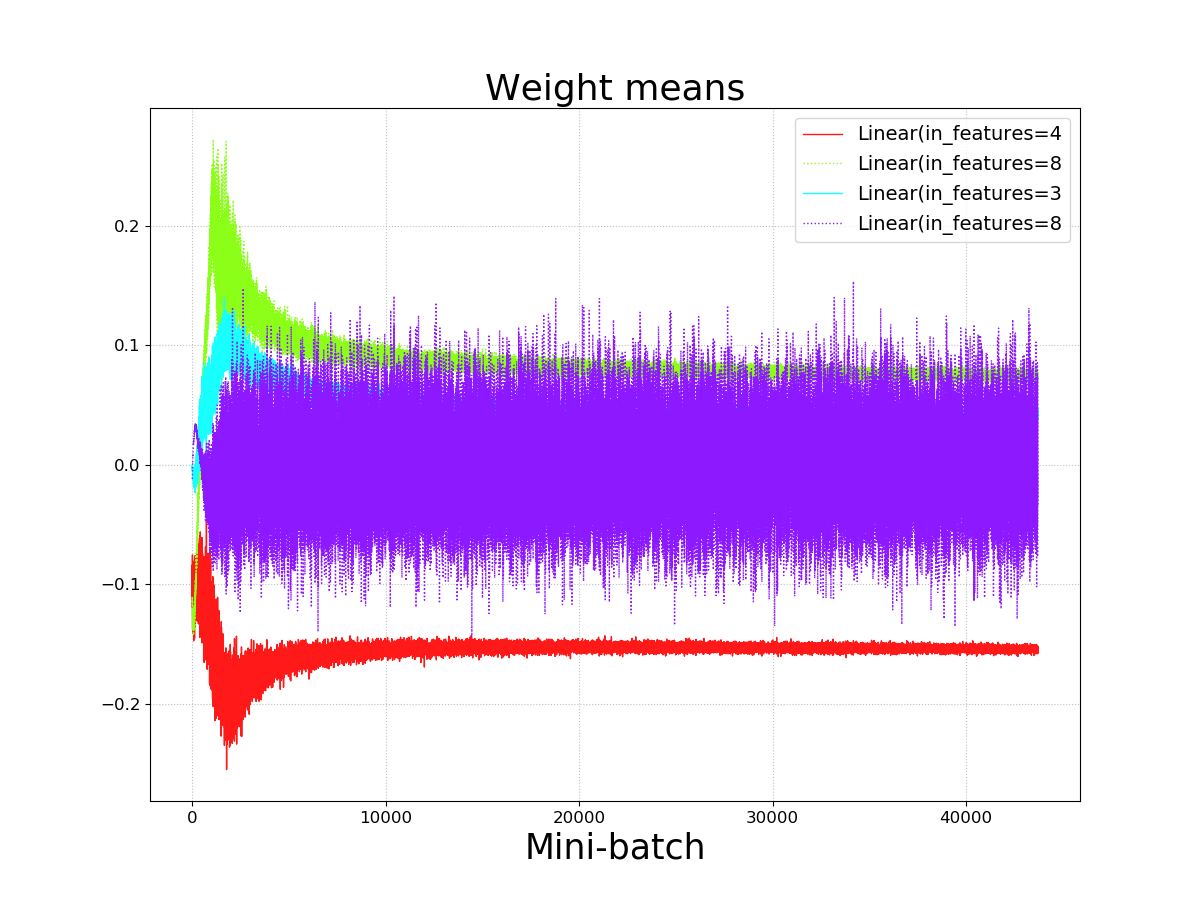 Weight means
Linear(in_features=4
Linear(in_features=8
Linear(in_features=3
Linear(in_features=8
0.2
0.1
0.0
−0.1
−0.2
0 10000 20000 30000 40000
Mini-batch